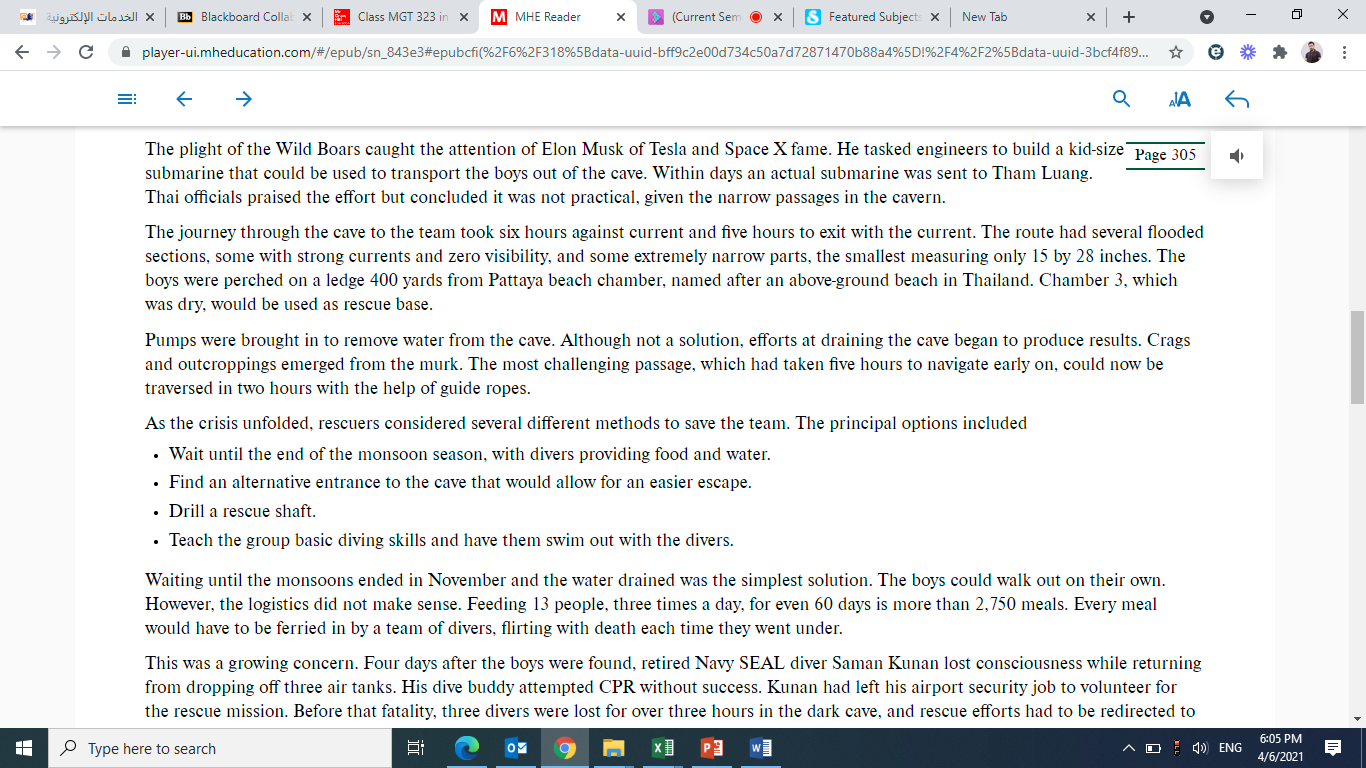 الخدمات الإلكترونية
Bb Blackboard Colla
Class MGT 323 in
M MHE Reader
(Current Sem
S Featured Subject
New Tab
player-ui.mheducation.com/#/epub/sn_843e3#epubcfi(%2F6%2F318%5Bdata-uuid-bff9c2e00d734c50a7d72871470b88a4%5D!%2F4%2F2%5Bdata-uuid-3bcf4f89...
AA
The plight of the Wild Boars caught the attention of Elon Musk of Tesla and Space X fame. He tasked engineers to build a kid-size
Page 305
submarine that could be used to transport the boys out of the cave. Within days an actual submarine was sent to Tham Luang.
Thai officials praised the effort but concluded it was not practical, given the narrow passages in the cavern.
The journey through the cave to the team took six hours against current and five hours to exit with the current. The route had several flooded
sections, some with strong currents and zero visibility, and some extremely narrow parts, the smallest measuring only 15 by 28 inches. The
boys were perched on a ledge 400 yards from Pattaya beach chamber, named after an above-ground beach in Thailand. Chamber 3, which
was dry, would be used as rescue base.
Pumps were brought in to remove water from the cave. Although not a solution, efforts at draining the cave began to produce results. Crags
and outcroppings emerged from the murk. The most challenging passage, which had taken five hours to navigate early on, could now be
traversed in two hours with the help of guide ropes.
As the crisis unfolded, rescuers considered several different methods to save the team. The principal options included
• Wait until the end of the monsoon season, with divers providing food and water.
• Find an alternative entrance to the cave that would allow for an easier escape.
• Drill a rescue shaft.
• Teach the group basic diving skills and have them swim out with the divers.
Waiting until the monsoons ended in November and the water drained was the simplest solution. The boys could walk out on their own.
However, the logistics did not make sense. Feeding 13 people, three times a day, for even 60 days is more than 2,750 meals. Every meal
would have to be ferried in by a team of divers, flirting with death each time they went under.
This was a growing concern. Four days after the boys were found, retired Navy SEAL diver Saman Kunan lost consciousness while returning
from dropping off three air tanks. His dive buddy attempted CPR without success. Kunan had left his airport security job to volunteer for
the rescue mission. Before that fatality, three divers were lost for over three hours in the dark cave, and rescue efforts had to be redirected to
Type here to search
ENG
6:05 PM
4/6/2021